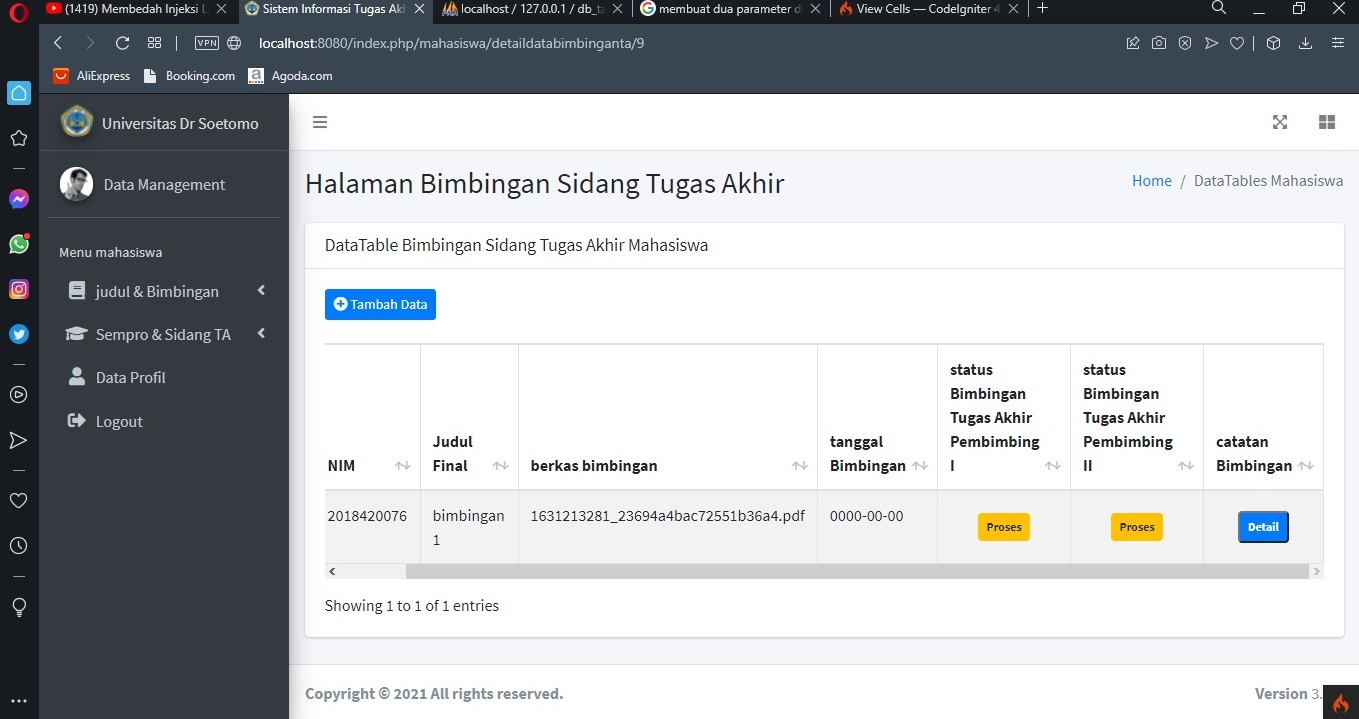 (1419) Membedah Injeksi L
Sistem Informasi Tugas Akh
localhost / 127.0.0.1 / db_ta
membuat dua parameter d
View Cells — CodeIgniter 4
VPN
localhost:8080/index.php/mahasiswa/detaildatabimbinganta/9
AliExpress
Booking.com
Agoda.com
Universitas Dr Soetomo
Data Management
Menu mahasiswa
judul & Bimbingan
Sempro & Sidang TA
Data Profil
Logout
Halaman Bimbingan Sidang Tugas Akhir
Home / DataTables Mahasiswa
DataTable Bimbingan Sidang Tugas Akhir Mahasiswa
Tambah Data
NIM
Judul
Final
berkas bimbingan
tanggal
Bimbingan
status
Bimbingan
Tugas Akhir
Pembimbing
I
status
Bimbingan
Tugas Akhir
Pembimbing
II
catatan
Bimbingan
2018420076
bimbingan
1
1631213281_23694a4bac72551b36a4.pdf
0000-00-00
Proses
Proses
Detail
Showing 1 to 1 of 1 entries
Copyright © 2021 All rights reserved.
Version 3.